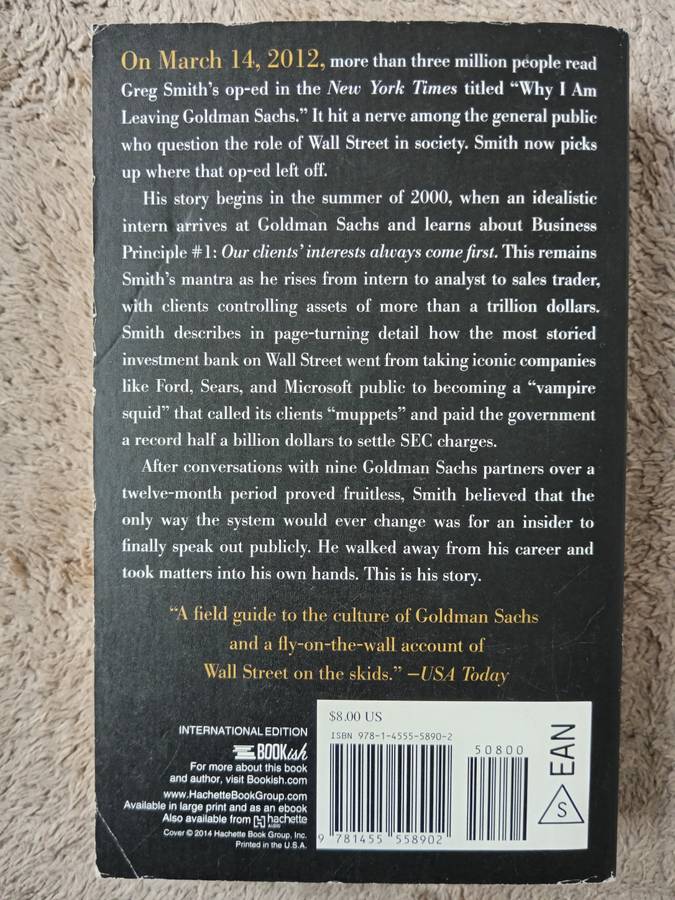 On March 14, 2012, more than three million people read
Greg Smith's op-ed in the New York Times titled “Why I Am
Leaving Goldman Sachs.” It hit a nerve among the general public
who question the role of Wall Street in society. Smith now picks
up where that op-ed left off.
His story begins in the summer of 2000, when an idealistic
intern arrives at Goldman Sachs and learns about Business
Principle #1: Our clients' interests always come first. This remains
Smith's mantra as he rises from intern to analyst to sales trader,
with clients controlling assets of more than a trillion dollars.
Smith describes in page-turning detail how the most storied
investment bank on Wall Street went from taking iconic companies
like Ford, Sears, and Microsoft public to becoming a “vampire
squid” that called its clients “muppets” and paid the government
a record half a billion dollars to settle SEC charges.
After conversations with nine Goldman Sachs partners over a
twelve-month period proved fruitless, Smith believed that the
only way the system would ever change was for an insider to
finally speak out publicly. He walked away from his career and
took matters into his own hands. This is his story.
“A field guide to the culture of Goldman Sachs
and a fly-on-the-wall account of
Wall Street on the skids.” —USA Today
INTERNATIONAL EDITION
BOOKish
For more about this book
and author, visit Bookish.com
www.HachetteBookGroup.com
Available in large print and as an ebook
Also available from hachette
AUDIO
Cover © 2014 Hachette Book Group, Inc.
Printed in the U.S.A.
$8.00 US
ISBN 978-1-4555-5890-2
50800
9 781455 558902
S EAN